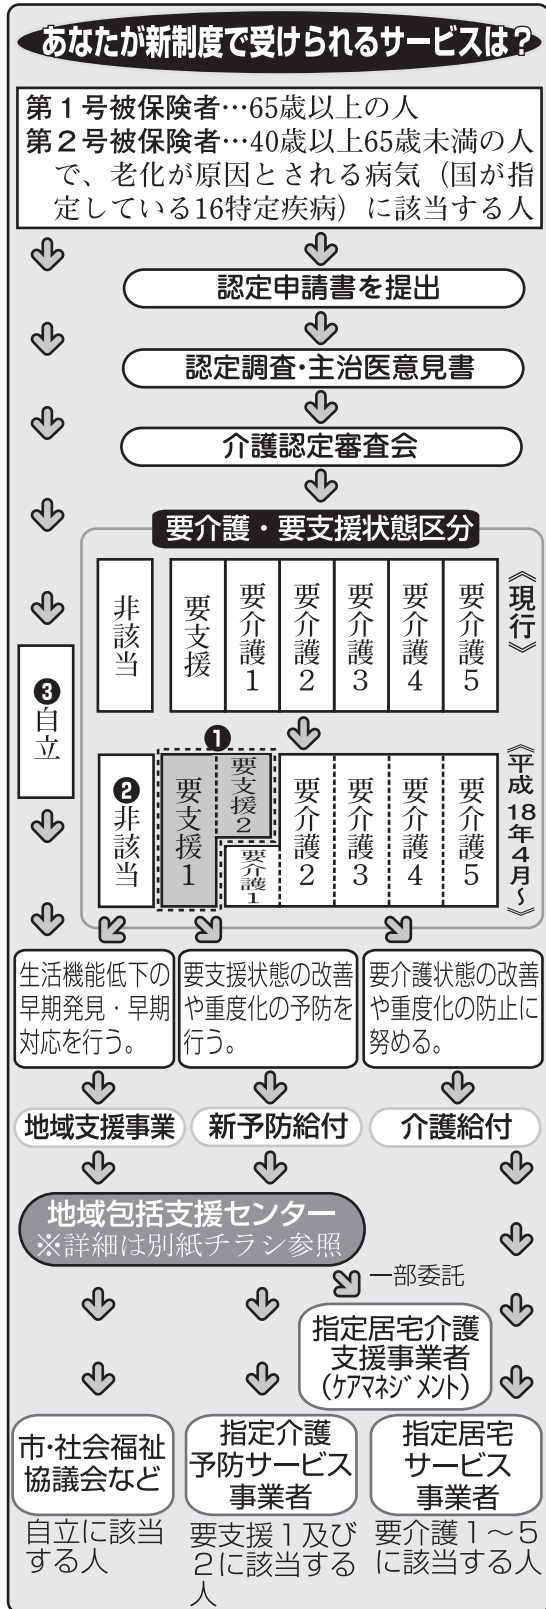 あなたが新制度で受けられるサービスは？
第１号被保険者…65歳以上の人
第２号被保険者…40歳以上65歳未満の人
で、老化が原因とされる病気（国が指
定している16特定疾病）に該当する人
認定申請書を提出
認定調査・主治医意見書
介護認定審査会
要介護・要支援状態区分
非該当
要支援
要介護１
要介護２
要介護３
要介護４
要介護５
《現行》
❸自立
❶
❷非該当
要支援１
要支援２
要介護１
要介護２
要介護３
要介護４
要介護５
《平成18年４月～》
生活機能低下の
早期発見・早期
対応を行う。
要支援状態の改善
や重度化の予防を
行う。
要介護状態の改善
や重度化の防止に
努める。
地域支援事業
新予防給付
介護給付
地域包括支援センター
※詳細は別紙チラシ参照
一部委託
指定居宅介護
支援事業者
（ケアマネジメント）
市・社会福祉
協議会など
指定介護
予防サービス
事業者
指定居宅
サービス
事業者
自立に該当
する人
要支援１及び
２に該当する
人
要介護１～５
に該当する人